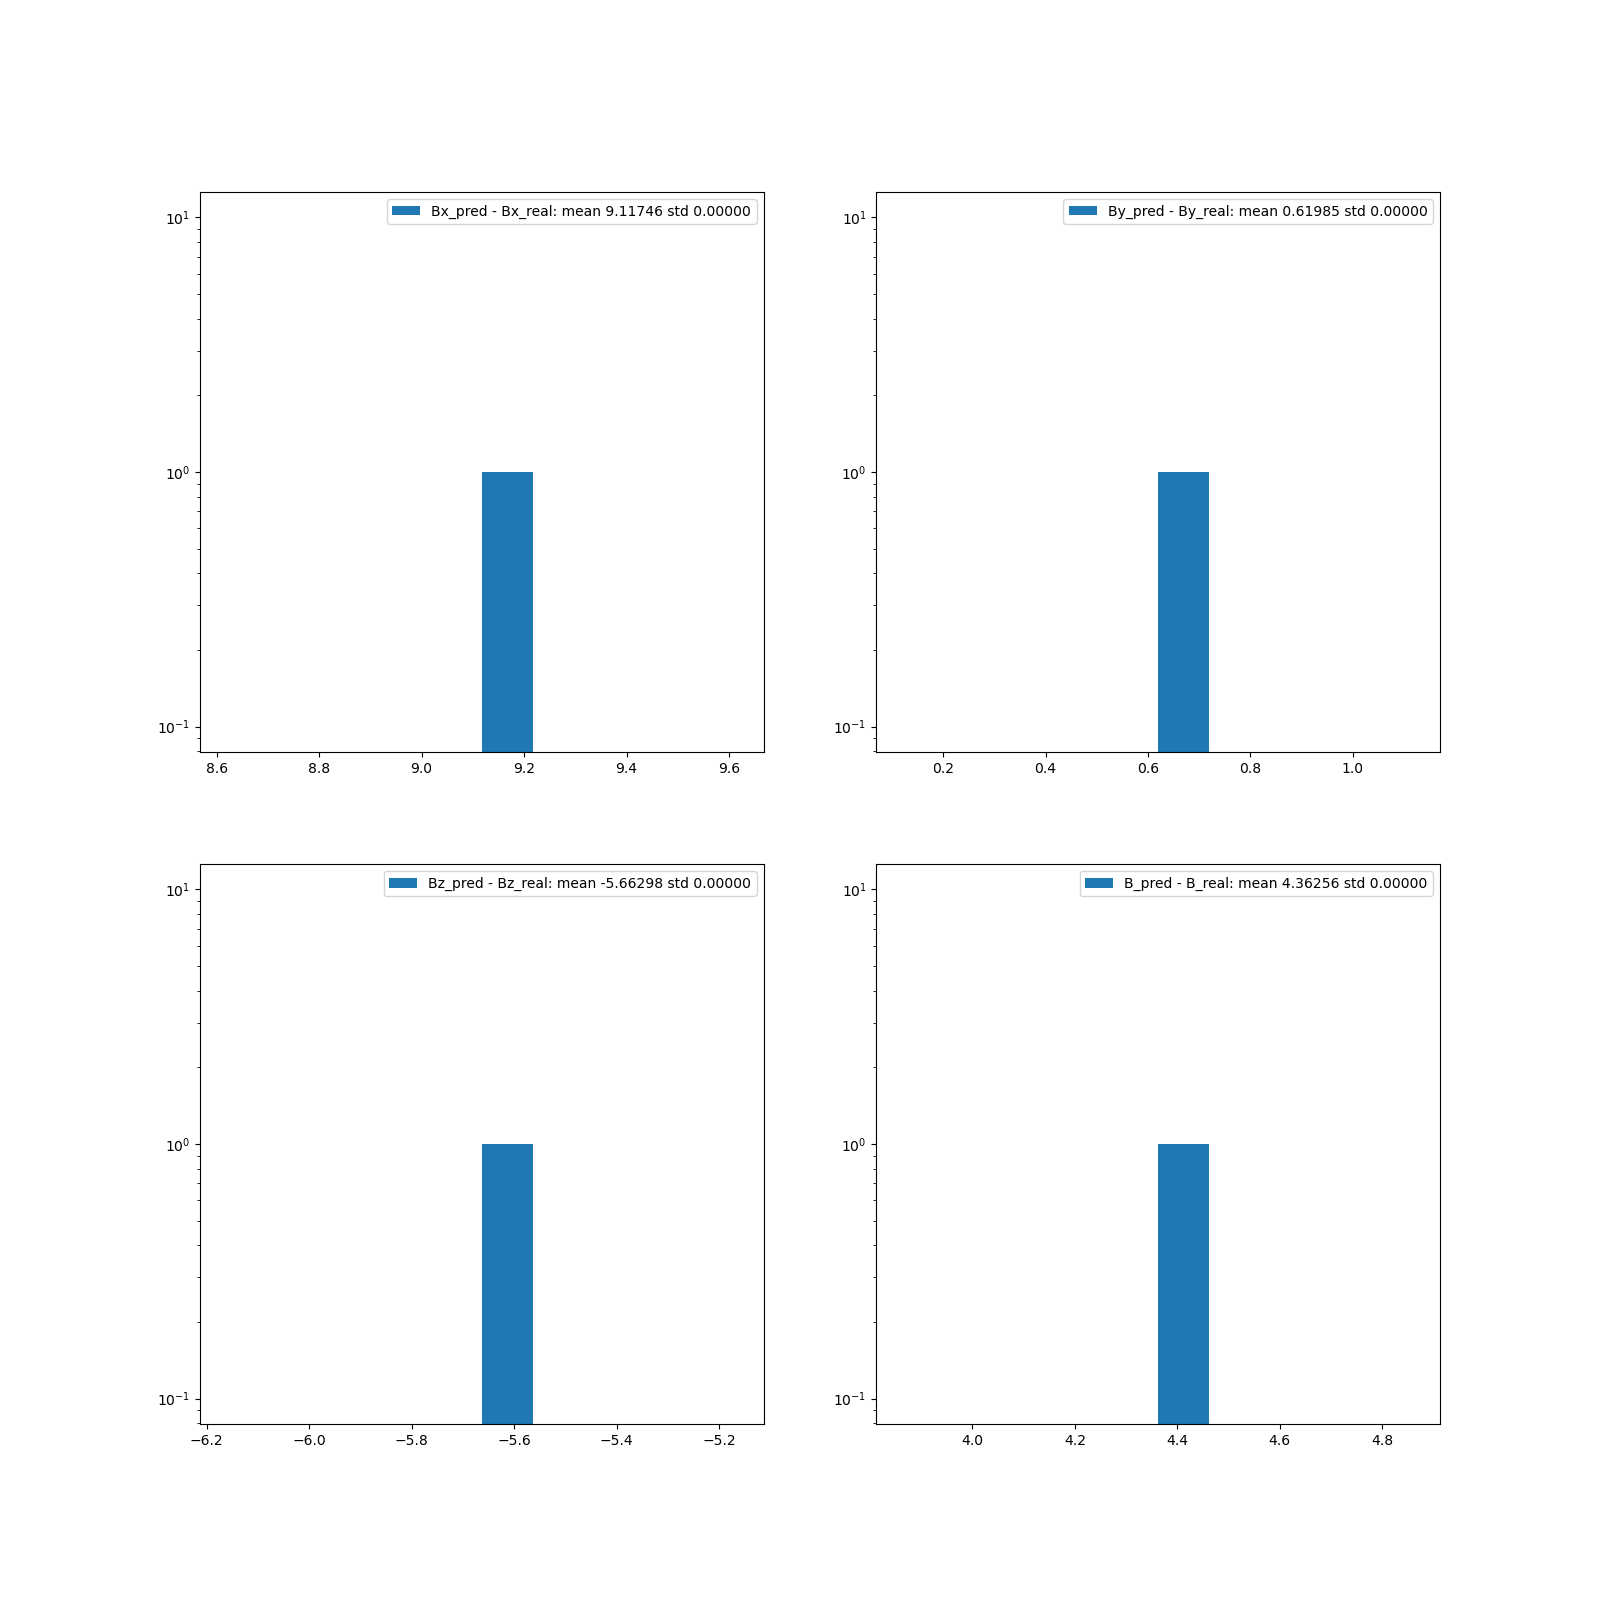 Bx_pred - Bx_real: mean 9.11746 std 0.00000
10¹
10⁰
10⁻¹
8.6 8.8 9.0 9.2 9.4 9.6
By_pred - By_real: mean 0.61985 std 0.00000
10¹
10⁰
10⁻¹
0.2 0.4 0.6 0.8 1.0
Bz_pred - Bz_real: mean -5.66298 std 0.00000
10¹
10⁰
10⁻¹
−6.2 −6.0 −5.8 −5.6 −5.4 −5.2
B_pred - B_real: mean 4.36256 std 0.00000
10¹
10⁰
10⁻¹
4.0 4.2 4.4 4.6 4.8